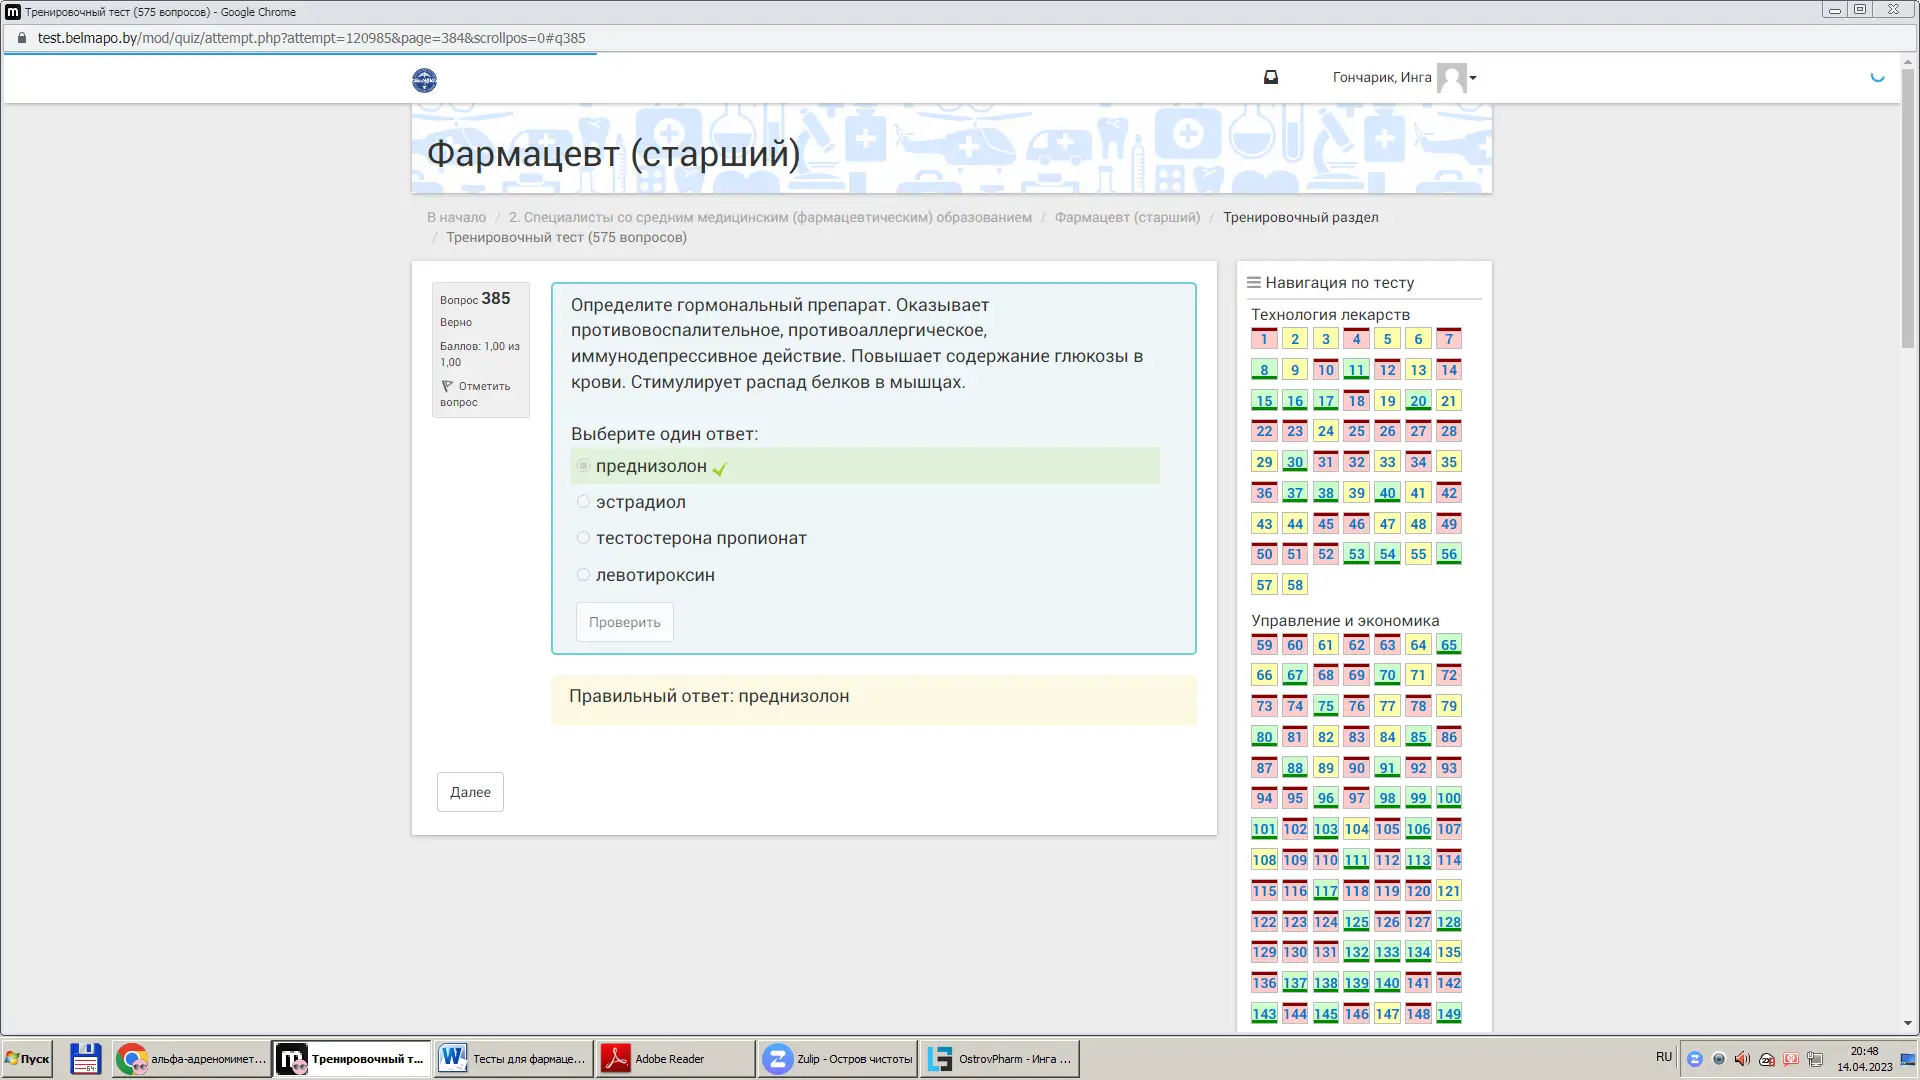 Тренировочный тест (575 вопросов) - Google Chrome
test.belmapo.by/mod/quiz/attempt.php?attempt=120985&page=384&scrollpos=0#q385
Гончарик, Инга
Фармацевт (старший)
В начало / 2. Специалисты со средним медицинским (фармацевтическим) образованием / Фармацевт (старший) / Тренировочный раздел
/ Тренировочный тест (575 вопросов)
Вопрос 385
Верно
Баллов: 1,00 из
1,00
Отметить
вопрос
Определите гормональный препарат. Оказывает
противовоспалительное, противоаллергическое,
иммунодепрессивное действие. Повышает содержание глюкозы в
крови. Стимулирует распад белков в мышцах.
Выберите один ответ:
преднизолон
эстрадиол
тестостерона пропионат
левотироксин
Проверить
Правильный ответ: преднизолон
Далее
Навигация по тесту
Технология лекарств
1 2 3 4 5 6 7
8 9 10 11 12 13 14
15 16 17 18 19 20 21
22 23 24 25 26 27 28
29 30 31 32 33 34 35
36 37 38 39 40 41 42
43 44 45 46 47 48 49
50 51 52 53 54 55 56
57 58
Управление и экономика
59 60 61 62 63 64 65
66 67 68 69 70 71 72
73 74 75 76 77 78 79
80 81 82 83 84 85 86
87 88 89 90 91 92 93
94 95 96 97 98 99 100
101 102 103 104 105 106 107
108 109 110 111 112 113 114
115 116 117 118 119 120 121
122 123 124 125 126 127 128
129 130 131 132 133 134 135
136 137 138 139 140 141 142
143 144 145 146 147 148 149
Пуск
альфа-адреномимет...
Тренировочный т...
Тесты для фармаце...
Adobe Reader
Zulip - Остров чистоты
OstrovPharm - Инга ...
RU
20:48
14.04.2023